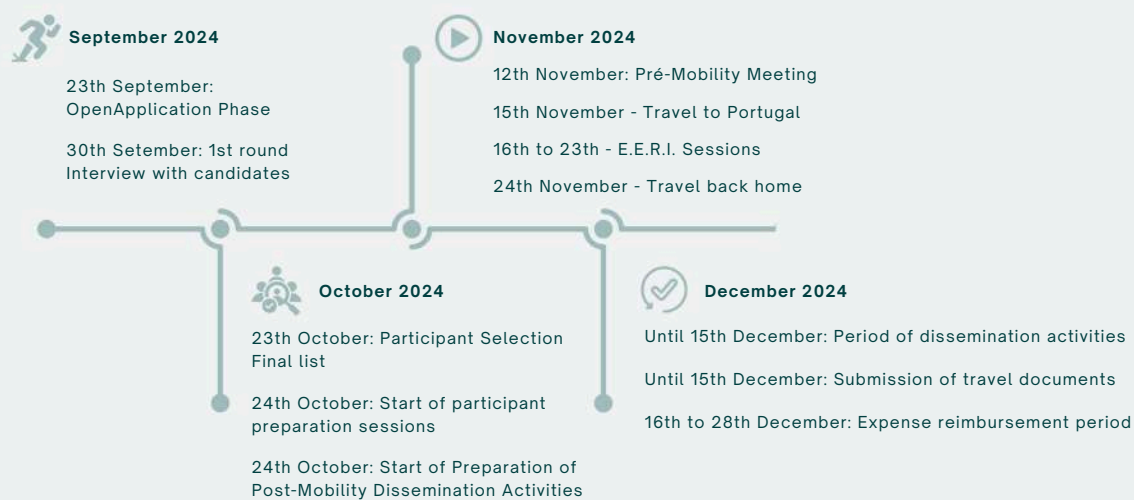 September 2024
23th September:
OpenApplication Phase
30th Setember: 1st round
Interview with candidates
November 2024
12th November: Pré-Mobility Meeting
15th November - Travel to Portugal
16th to 23th - E.E.R.I. Sessions
24th November - Travel back home
October 2024
23th October: Participant Selection
Final list
24th October: Start of participant
preparation sessions
24th October: Start of Preparation of
Post-Mobility Dissemination Activities
December 2024
Until 15th December: Period of dissemination activities
Until 15th December: Submission of travel documents
16th to 28th December: Expense reimbursement period